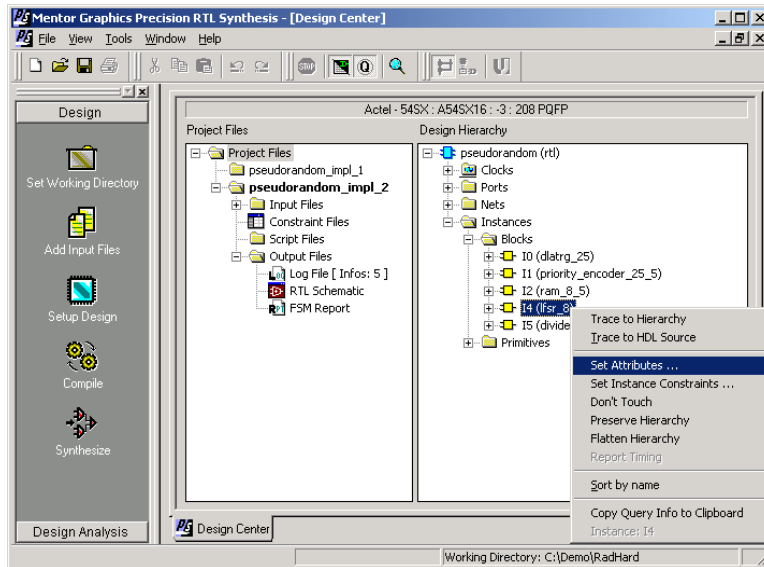 Mentor Graphics Precision RTL Synthesis - [Design Center]
File View Tools Window Help
Design
Set Working Directory
Add Input Files
Setup Design
Compile
Synthesize
Design Analysis
Actel - 54SX : A54SX16 : -3 : 208 PQFP
Project Files
Project Files
pseudorandom_impl_1
pseudorandom_impl_2
Input Files
Constraint Files
Script Files
Output Files
Log File [ Infos: 5 ]
RTL Schematic
FSM Report
Design Hierarchy
pseudorandom (rtl)
Clocks
Ports
Nets
Instances
Blocks
I0 (dlatrg_25)
I1 (priority_encoder_25_5)
I2 (ram_8_5)
I4 (lfsr_8)
I5 (divide
Primitives
Trace to Hierarchy
Trace to HDL Source
Set Attributes ...
Set Instance Constraints ...
Don't Touch
Preserve Hierarchy
Flatten Hierarchy
Report Timing
Sort by name
Copy Query Info to Clipboard
Instance: I4
Design Center
Working Directory: C:\Demo\RadHard